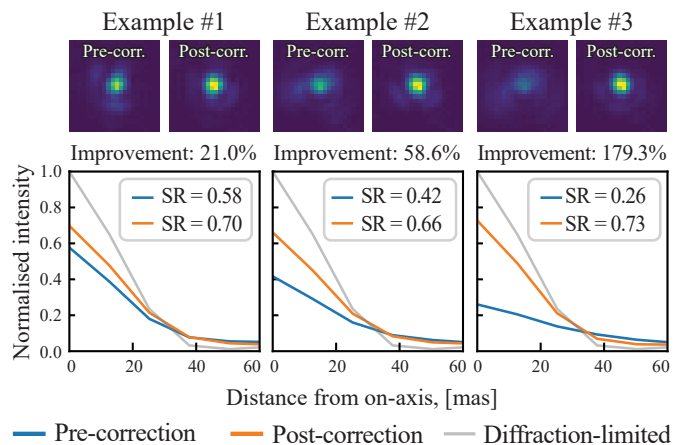 Example #1 Example #2 Example #3
Pre-corr. Post-corr. Pre-corr. Post-corr. Pre-corr. Post-corr.
Improvement: 21.0% Improvement: 58.6% Improvement: 179.3%
Normalised intensity
1.0
0.8
0.6
0.4
0.2
0.0
SR = 0.58
SR = 0.70
SR = 0.42
SR = 0.66
SR = 0.26
SR = 0.73
0 20 40 60 0 20 40 60 0 20 40 60
Distance from on-axis, [mas]
Pre-correction Post-correction Diffraction-limited